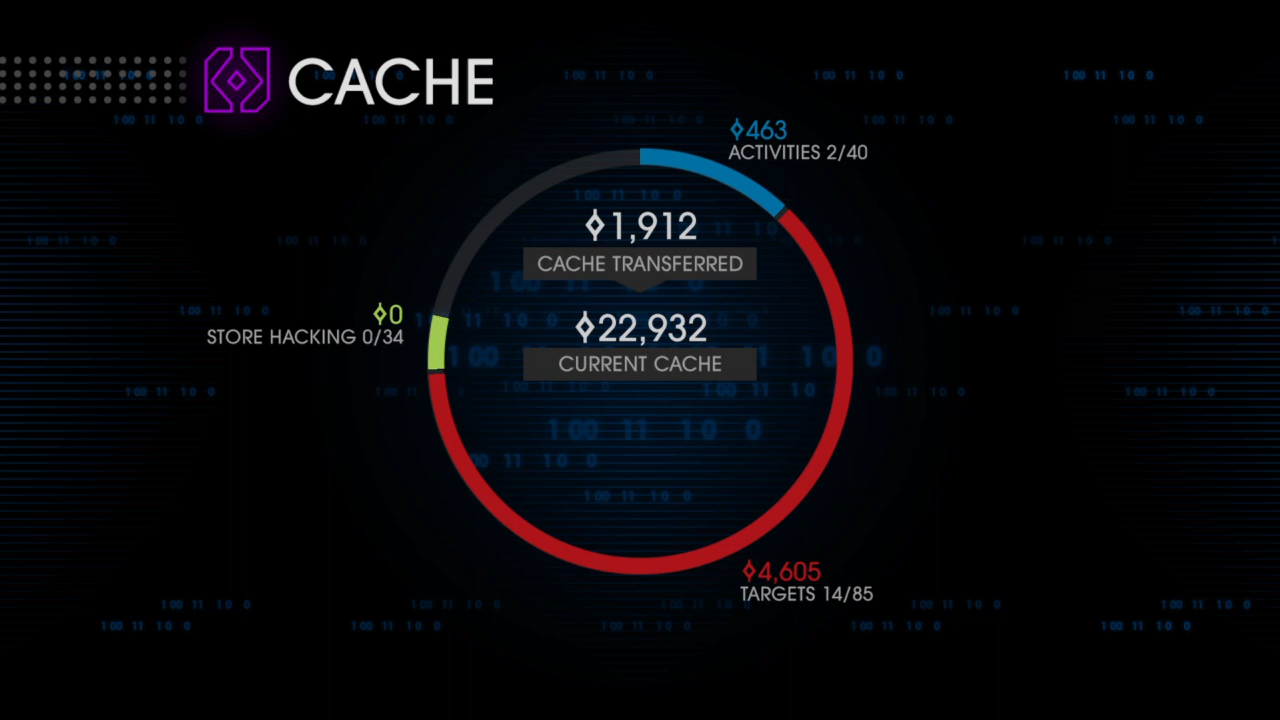 CACHE
463
ACTIVITIES 2/40
1,912
CACHE TRANSFERRED
0
STORE HACKING 0/34
22,932
CURRENT CACHE
4,605
TARGETS 14/85